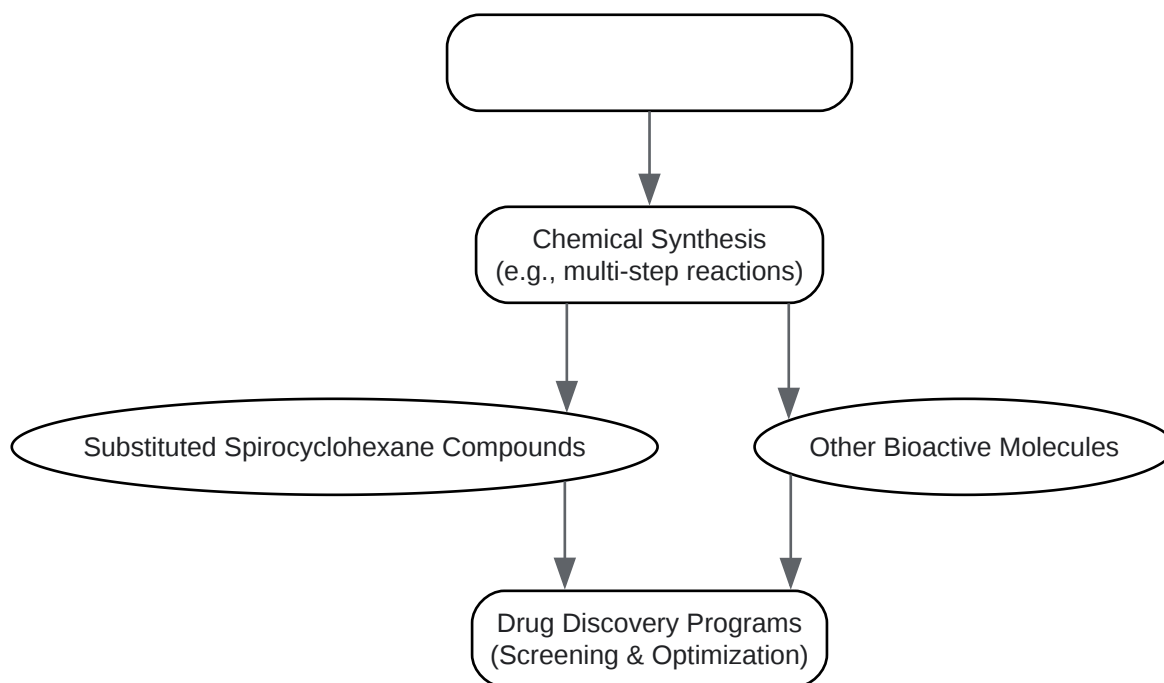 Chemical Synthesis
(e.g., multi-step reactions)
Substituted Spirocyclohexane Compounds
Other Bioactive Molecules
Drug Discovery Programs
(Screening & Optimization)